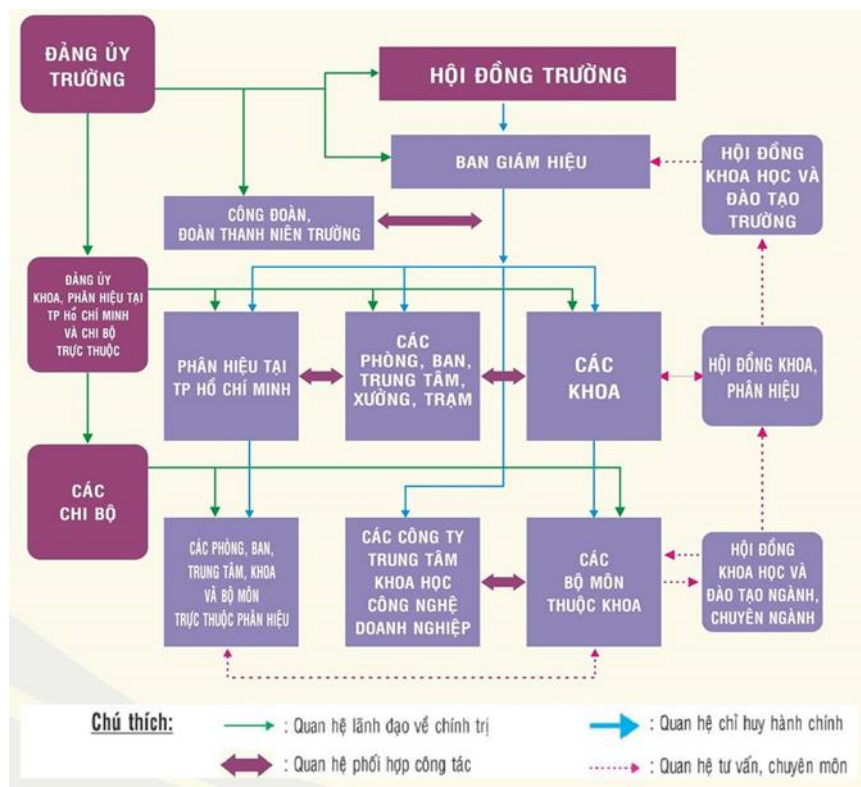 ĐẢNG ỦY
TRƯỜNG
HỘI ĐỒNG TRƯỜNG
BAN GIÁM HIỆU
HỘI ĐỒNG
KHOA HỌC VÀ
ĐÀO TẠO
TRƯỜNG
CÔNG ĐOÀN,
ĐOÀN THANH NIÊN TRƯỜNG
ĐẢNG ỦY
KHOA, PHÂN HIỆU TẠI
TP HỒ CHÍ MINH
VÀ CHI BỘ
TRỰC THUỘC
PHÂN HIỆU TẠI
TP HỒ CHÍ MINH
CÁC
PHÒNG, BAN,
TRUNG TÂM,
XƯỞNG, TRẠM
CÁC
KHOA
HỘI ĐỒNG KHOA,
PHÂN HIỆU
CÁC
CHI BỘ
CÁC PHÒNG, BAN,
TRUNG TÂM, KHOA
VÀ BỘ MÔN
TRỰC THUỘC PHÂN HIỆU
CÁC CÔNG TY
TRUNG TÂM
KHOA HỌC
CÔNG NGHỆ
DOANH NGHIỆP
CÁC
BỘ MÔN
THUỘC KHOA
HỘI ĐỒNG
KHOA HỌC VÀ
ĐÀO TẠO NGÀNH,
CHUYÊN NGÀNH
Chú thích:
: Quan hệ lãnh đạo về chính trị
: Quan hệ chỉ huy hành chính
: Quan hệ phối hợp công tác
: Quan hệ tư vấn, chuyên môn